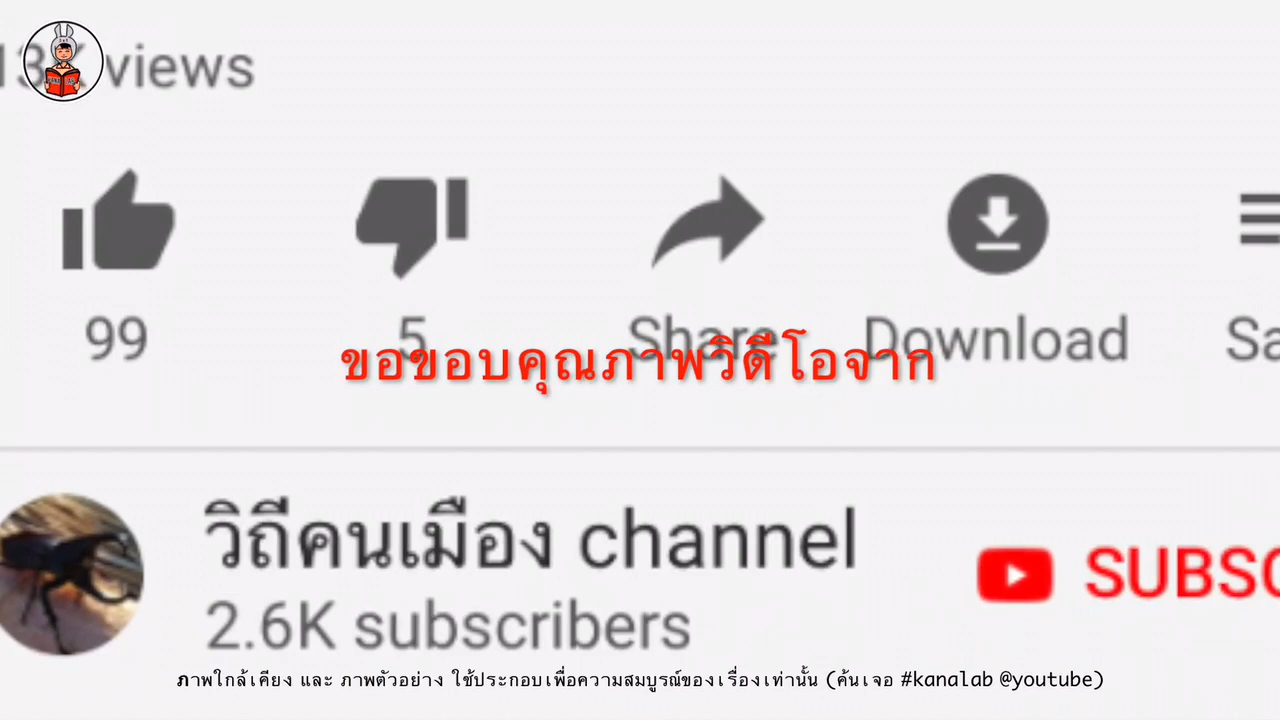 views
99
5
Share
Download
ขอขอบคุณภาพวิดีโอจาก
วิถีคนเมือง channel
2.6K subscribers
ภาพใกล้เคียง และ ภาพตัวอย่าง ใช้ประกอบเพื่อความสมบูรณ์ของเรื่องเท่านั้น (ค้นเจอ #kanalab @youtube)